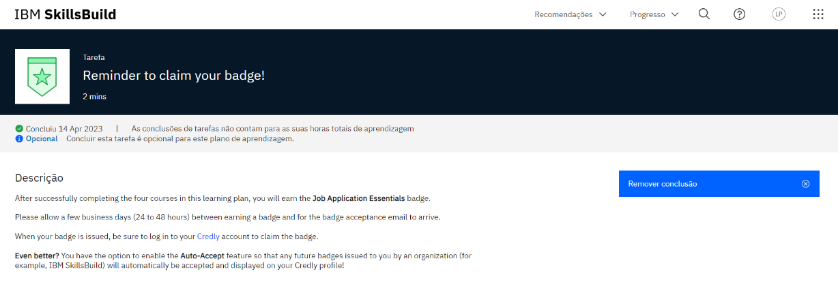 IBM SkillsBuild
Recomendações
Progresso
LP
Tarefa
Reminder to claim your badge!
2 mins
Concluiu 14 Apr 2023 | As conclusões de tarefas não contam para as suas horas totais de aprendizagem
Opcional Concluir esta tarefa é opcional para este plano de aprendizagem.
Descrição
Remover conclusão
After successfully completing the four courses in this learning plan, you will earn the Job Application Essentials badge.
Please allow a few business days (24 to 48 hours) between earning a badge and for the badge acceptance email to arrive.
When your badge is issued, be sure to log in to your Credly account to claim the badge.
Even better? You have the option to enable the Auto-Accept feature so that any future badges issued to you by an organization (for
example, IBM SkillsBuild) will automatically be accepted and displayed on your Credly profile!